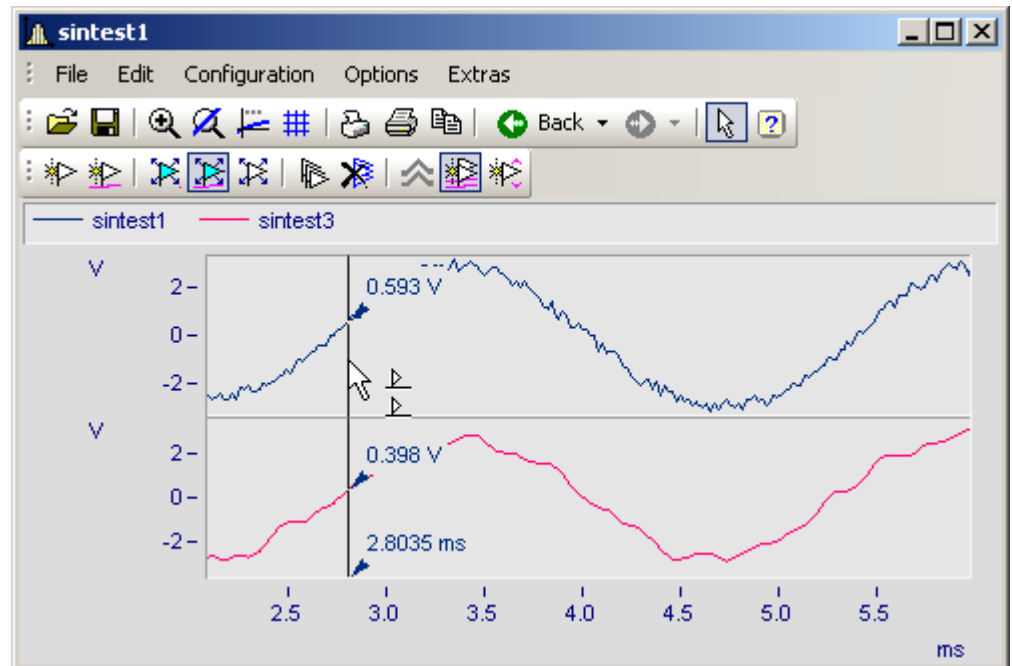 sintest1
File Edit Configuration Options Extras
Back
sintest1 sintest3
V
2
0.593 V
0
-2
V
2
0.398 V
0
-2
2.8035 ms
2.5 3.0 3.5 4.0 4.5 5.0 5.5
ms